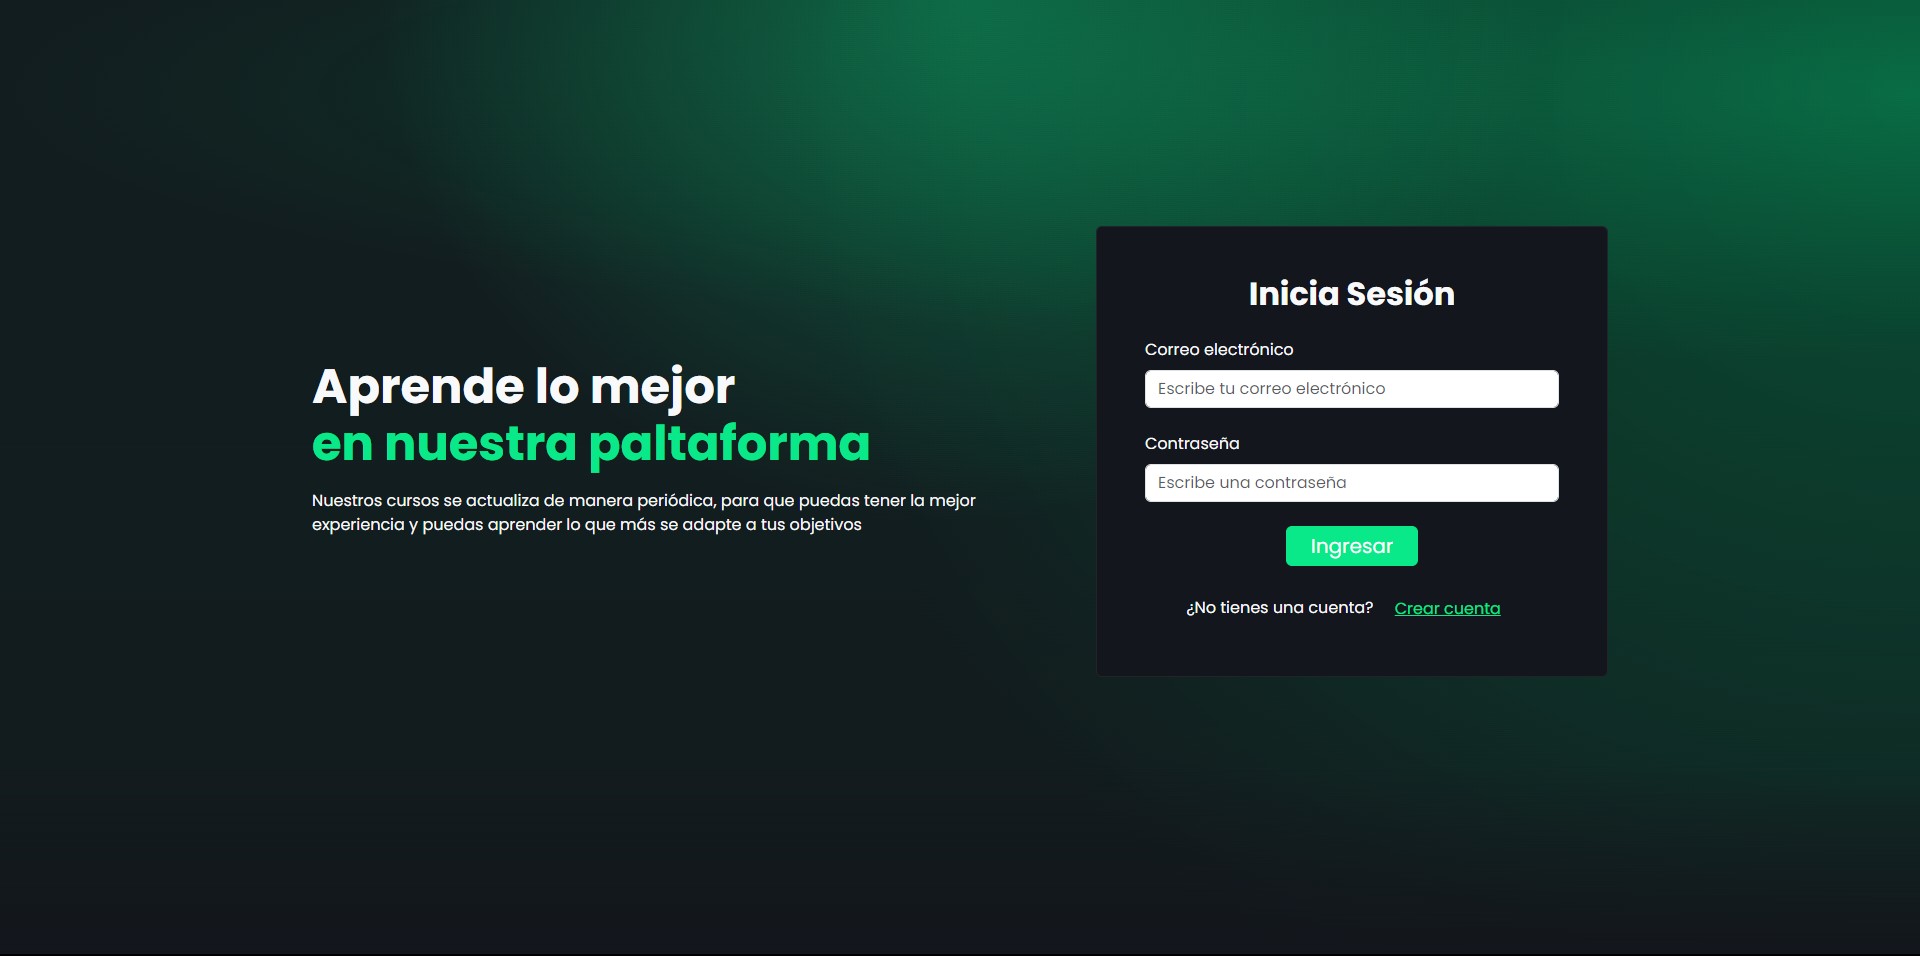 Aprende lo mejor
en nuestra paltaforma
Nuestros cursos se actualiza de manera periódica, para que puedas tener la mejor
experiencia y puedas aprender lo que más se adapte a tus objetivos
Inicia Sesión
Correo electrónico
Escribe tu correo electrónico
Contraseña
Escribe una contraseña
Ingresar
¿No tienes una cuenta? Crear cuenta